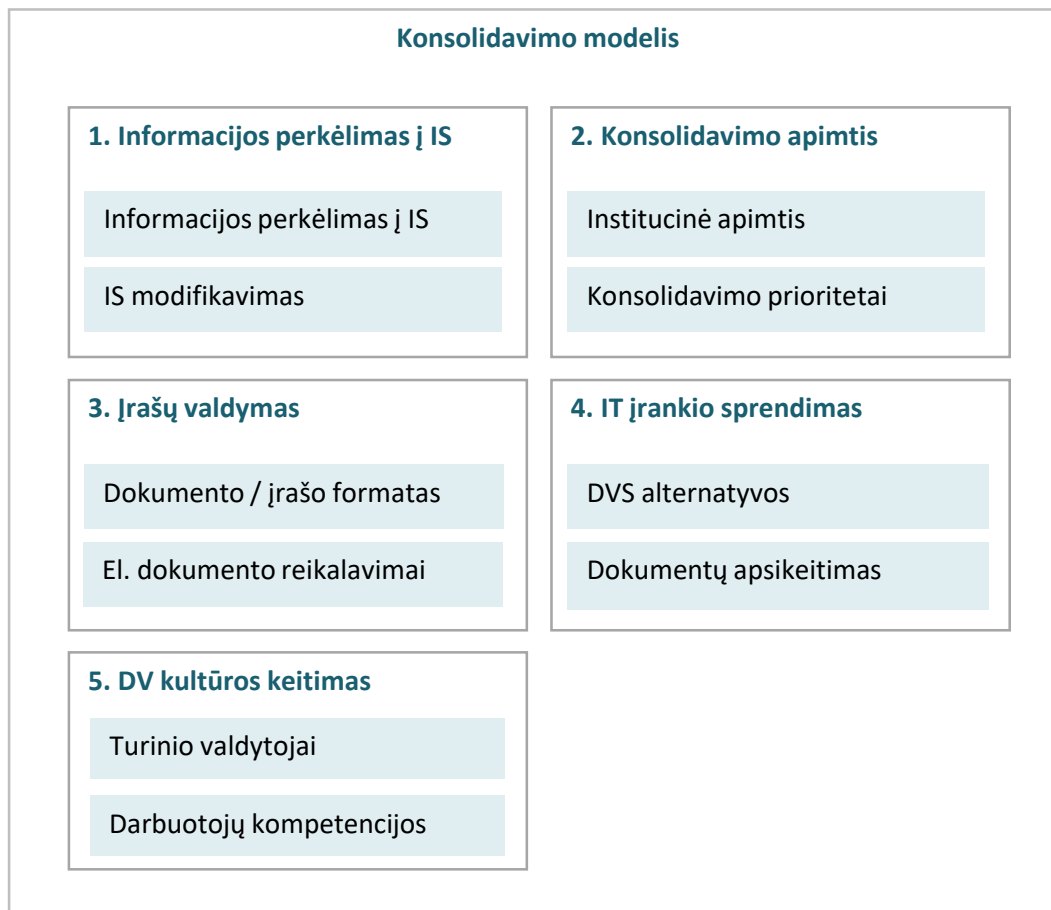 Konsolidavimo modelis
1. Informacijos perkėlimas į IS
Informacijos perkėlimas į IS
IS modifikavimas
2. Konsolidavimo apimtis
Institucinė apimtis
Konsolidavimo prioritetai
3. Įrašų valdymas
Dokumento / įrašo formatas
El. dokumento reikalavimai
4. IT įrankio sprendimas
DVS alternatyvos
Dokumentų apsikeitimas
5. DV kultūros keitimas
Turinio valdytojai
Darbuotojų kompetencijos